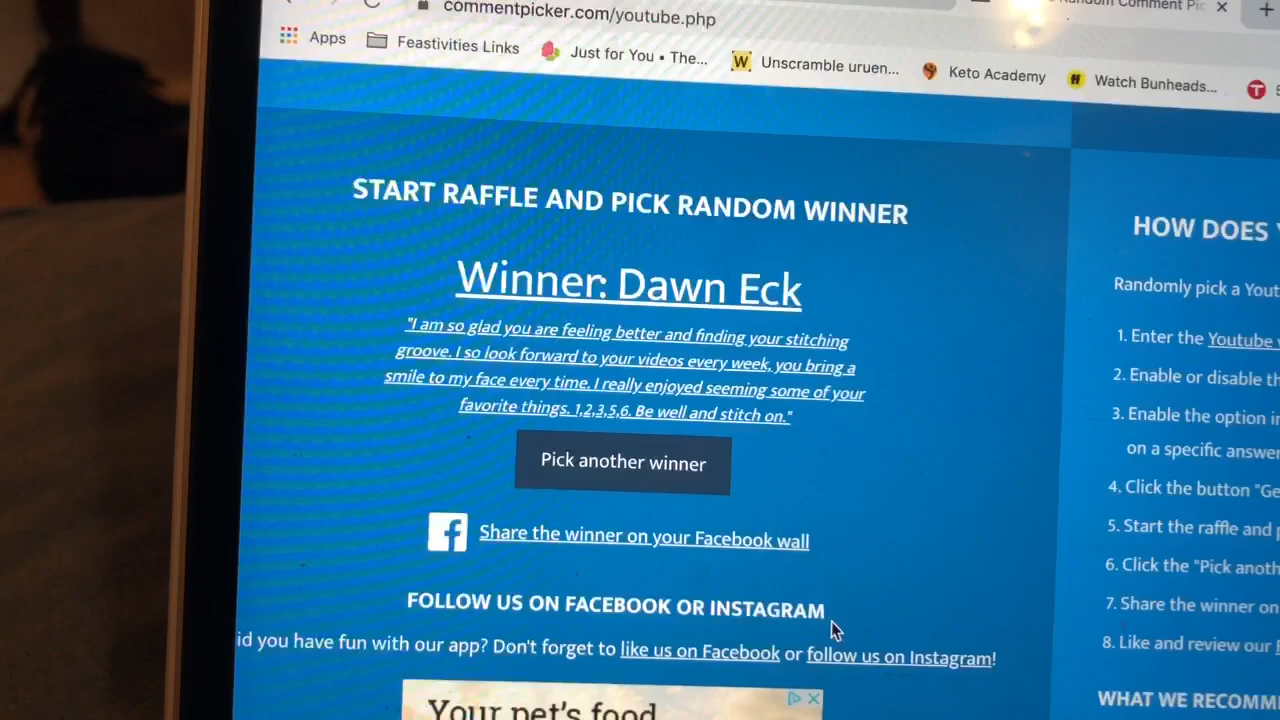 commentpicker.com/youtube.php
Random Comment Pic
Apps
Feastivities Links
Just for You • The...
W
Unscramble uruen...
Keto Academy
Watch Bunheads...
T
START RAFFLE AND PICK RANDOM WINNER
Winner: Dawn Eck
"I am so glad you are feeling better and finding your stitching
groove. I so look forward to your videos every week, you bring a
smile to my face every time. I really enjoyed seeming some of your
favorite things. 1,2,3,5,6. Be well and stitch on."
Pick another winner
Share the winner on your Facebook wall
FOLLOW US ON FACEBOOK OR INSTAGRAM
id you have fun with our app? Don't forget to like us on Facebook or follow us on Instagram!
Your pet's food
HOW DOES
Randomly pick a Yout
1. Enter the Youtube
2. Enable or disable th
3. Enable the option i
on a specific answer
4. Click the button "Ge
5. Start the raffle and
6. Click the "Pick anoth
7. Share the winner on
8. Like and review our
WHAT WE RECOMM